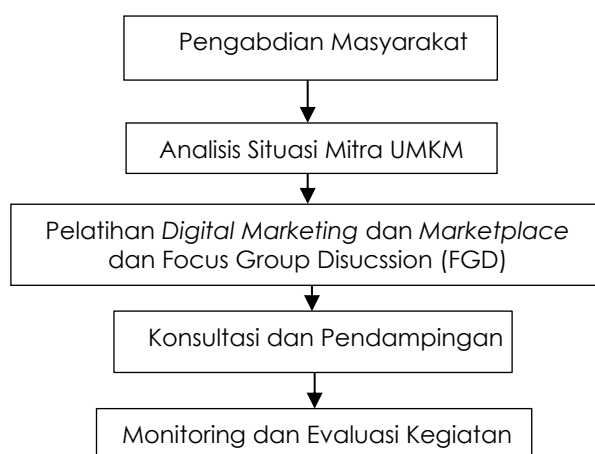 Pengabdian Masyarakat
Analisis Situasi Mitra UMKM
Pelatihan Digital Marketing dan Marketplace
dan Focus Group Disucssion (FGD)
Konsultasi dan Pendampingan
Monitoring dan Evaluasi Kegiatan